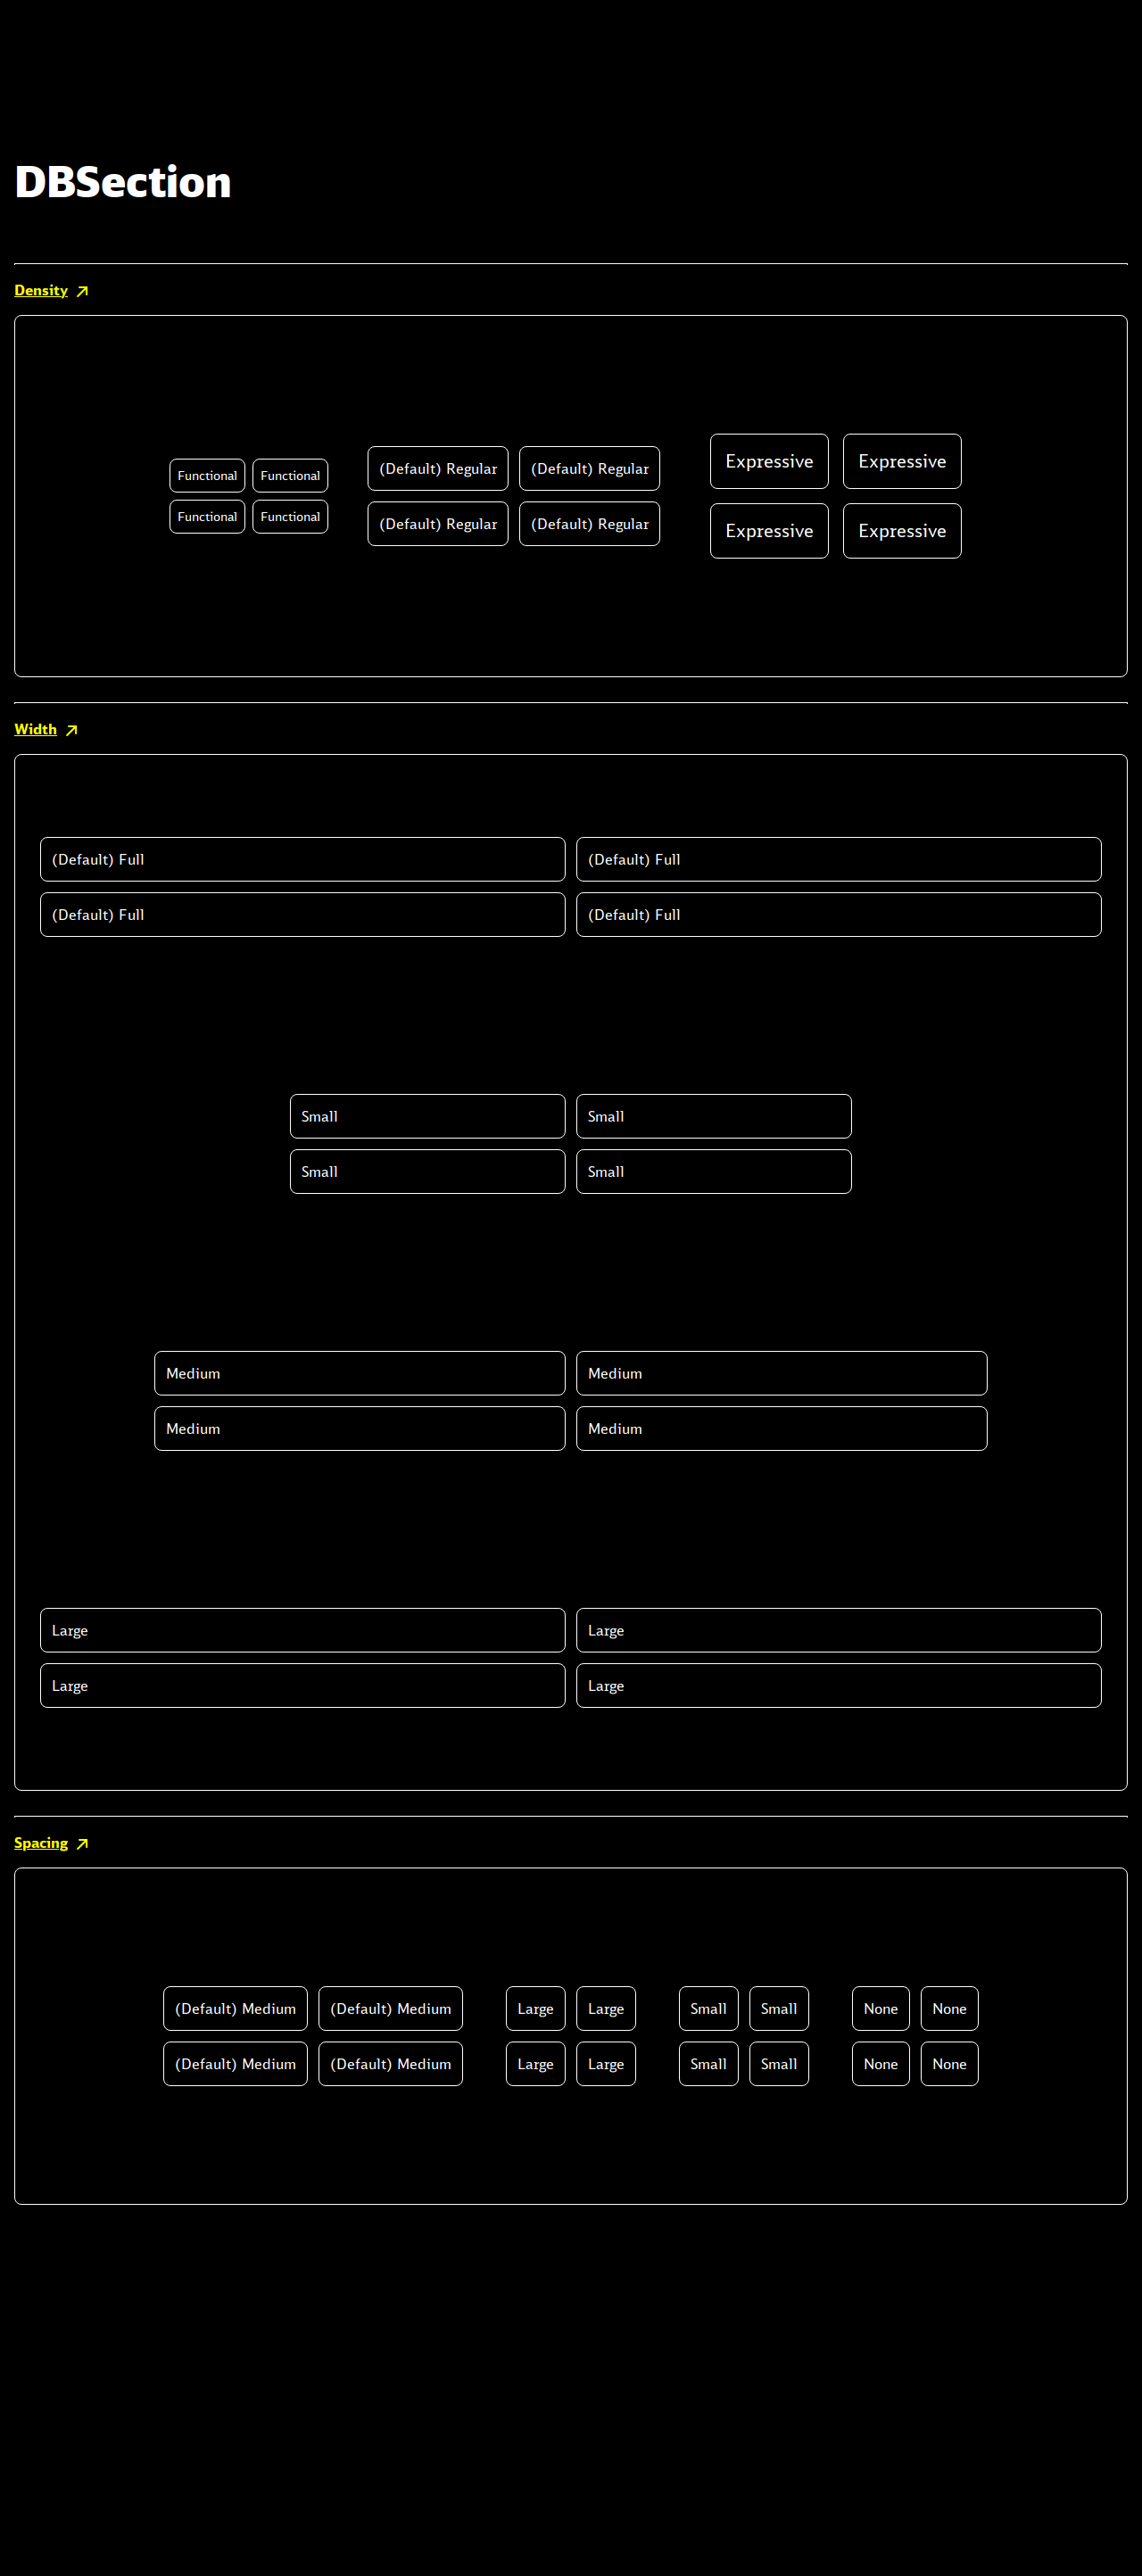 DBSection
Density
Functional Functional (Default) Regular (Default) Regular Expressive Expressive
Functional Functional (Default) Regular (Default) Regular Expressive Expressive
Width
(Default) Full (Default) Full
(Default) Full (Default) Full
Small Small
Small Small
Medium Medium
Medium Medium
Large Large
Large Large
Spacing
(Default) Medium (Default) Medium Large Large Small Small None None
(Default) Medium (Default) Medium Large Large Small Small None None